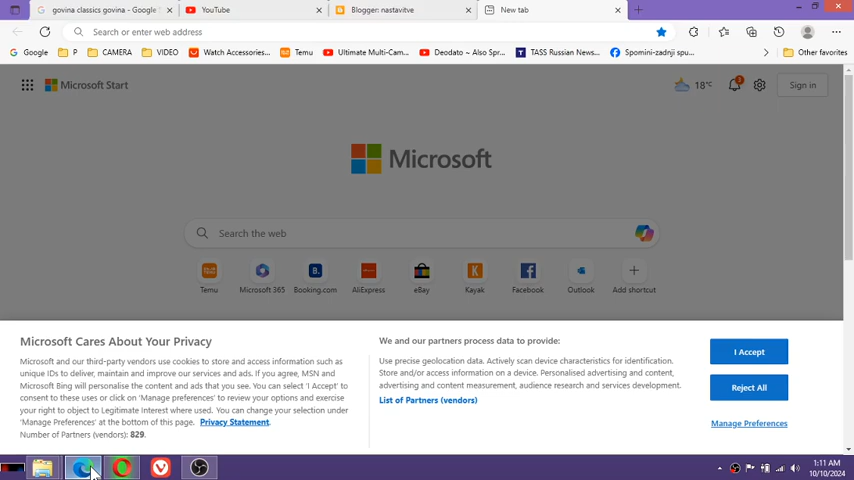 govina classics govina - Google S
YouTube
Blogger: nastavitve
New tab
Search or enter web address
Google
P
CAMERA
VIDEO
Watch Accessories...
Temu
Ultimate Multi-Cam...
Deodato ~ Also Spr...
TASS Russian News...
Spomini-zadnji spu...
Other favorites
Microsoft Start
18°C
Sign in
Microsoft
Search the web
Temu
Microsoft 365
Booking.com
AliExpress
eBay
Kayak
Facebook
Outlook
Add shortcut
Microsoft Cares About Your Privacy
Microsoft and our third-party vendors use cookies to store and access information such as
unique IDs to deliver, maintain and improve our services and ads. If you agree, MSN and
Microsoft Bing will personalise the content and ads that you see. You can select 'I Accept' to
consent to these uses or click on 'Manage preferences' to review your options and exercise
your right to object to Legitimate Interest where used. You can change your selection under
'Manage Preferences' at the bottom of this page. Privacy Statement.
Number of Partners (vendors): 829.
We and our partners process data to provide:
Use precise geolocation data. Actively scan device characteristics for identification.
Store and/or access information on a device. Personalised advertising and content,
advertising and content measurement, audience research and services development.
List of Partners (vendors)
I Accept
Reject All
Manage Preferences
1:11 AM
10/10/2024